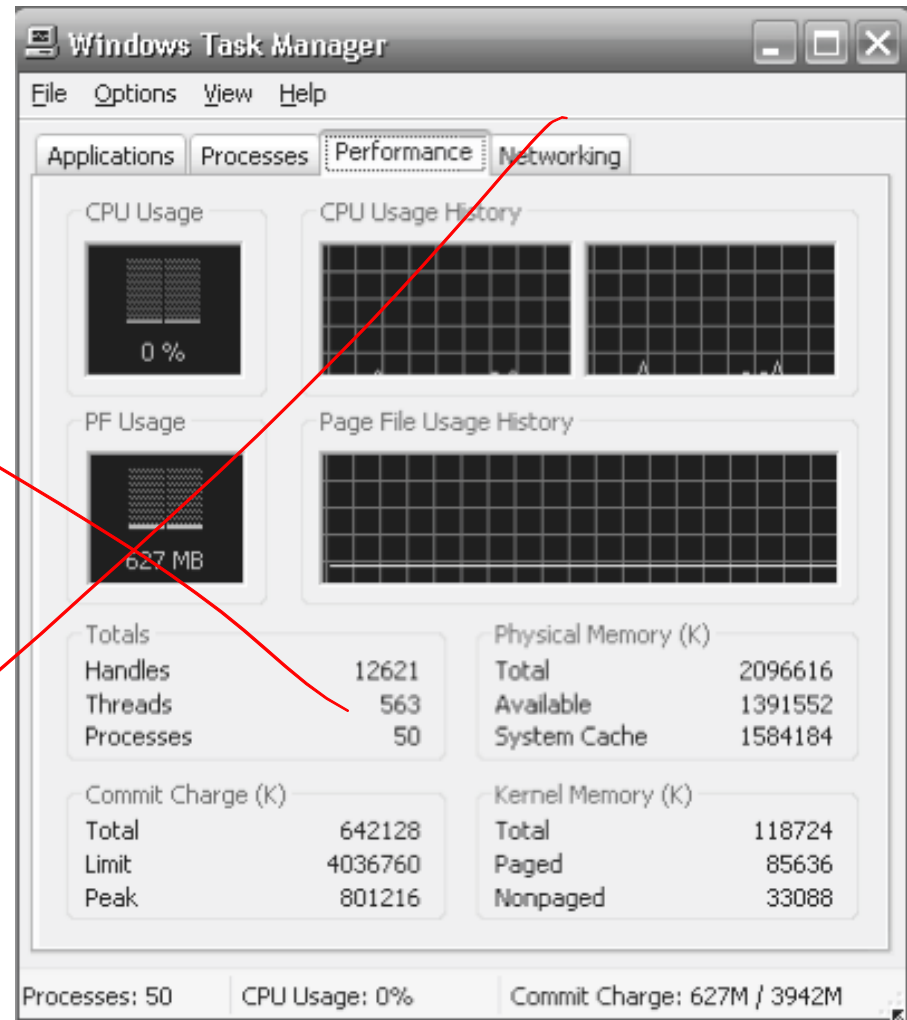 Windows Task Manager
File Options View Help
Applications Processes Performance Networking
CPU Usage CPU Usage History
0 %
PF Usage Page File Usage History
627 MB
Totals Physical Memory (K)
Handles 12621 Total 2096616
Threads 563 Available 1391552
Processes 50 System Cache 1584184
Commit Charge (K) Kernel Memory (K)
Total 642128 Total 118724
Limit 4036760 Paged 85636
Peak 801216 Nonpaged 33088
Processes: 50 CPU Usage: 0% Commit Charge: 627M / 3942M